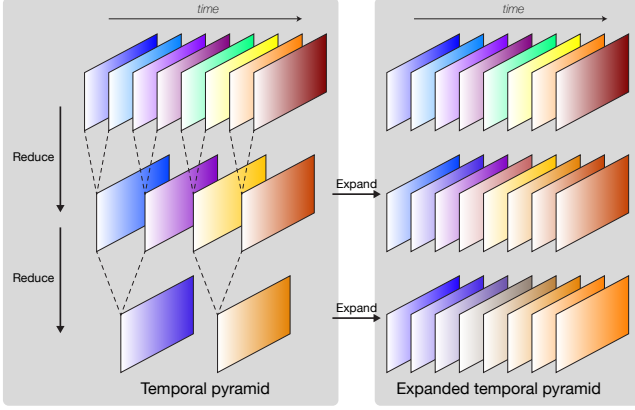 time
time
Reduce
Expand
Reduce
Expand
Temporal pyramid
Expanded temporal pyramid